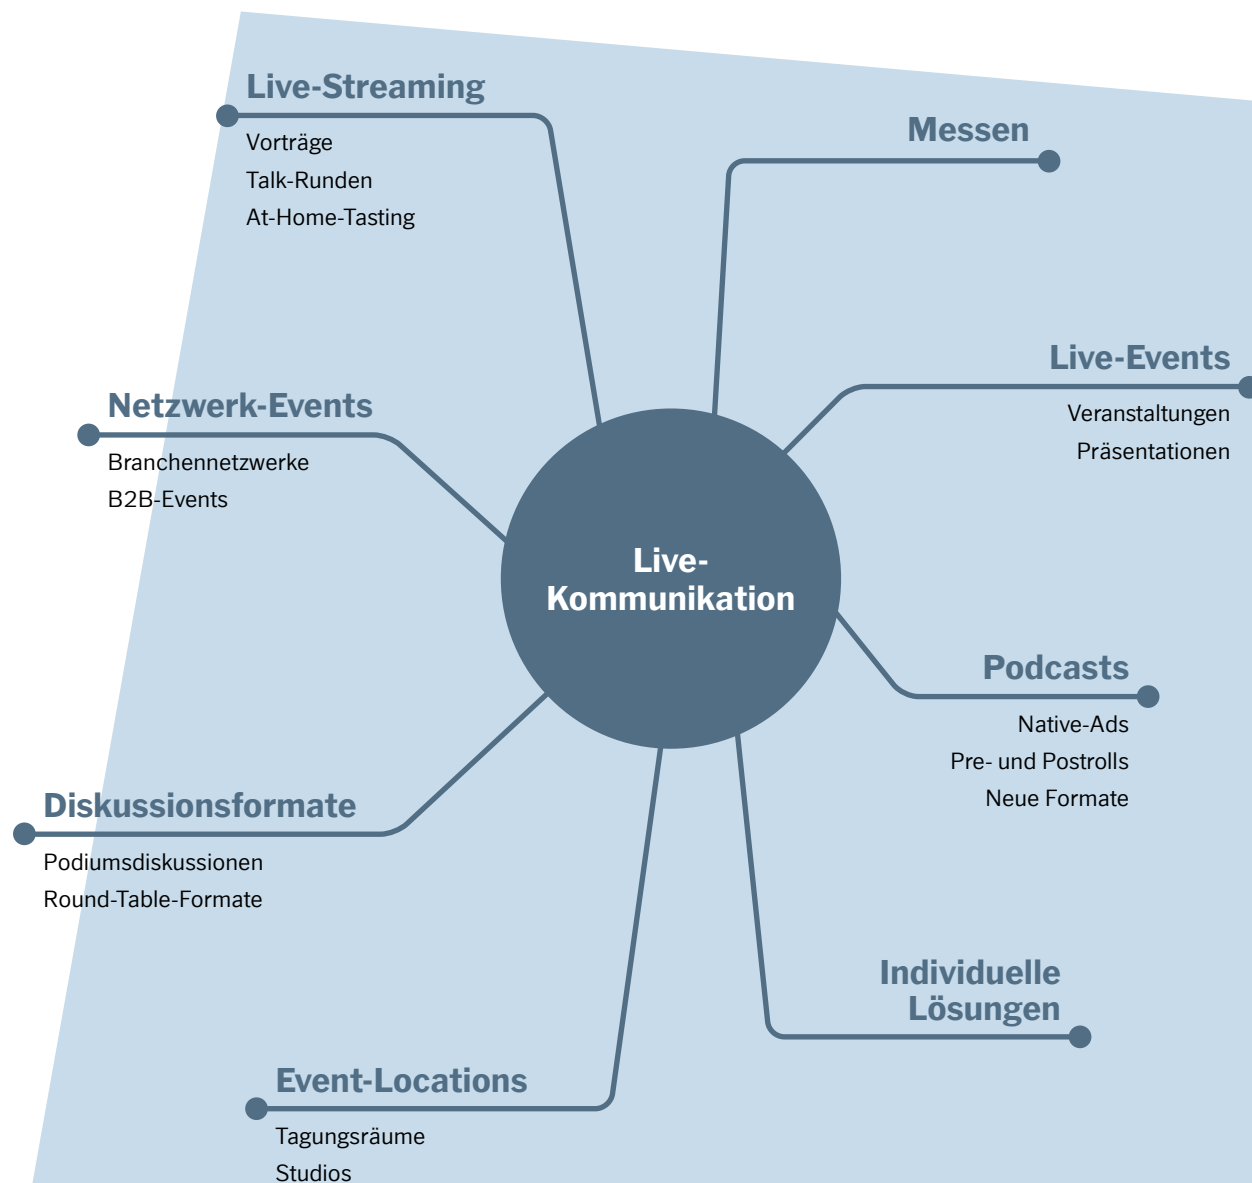 Live-Streaming
Vorträge
Talk-Runden
At-Home-Tasting
Messen
Live-Events
Veranstaltungen
Präsentationen
Netzwerk-Events
Branchennetzwerke
B2B-Events
Live-
Kommunikation
Podcasts
Native-Ads
Pre- und Postrolls
Neue Formate
Diskussionsformate
Podiumsdiskussionen
Round-Table-Formate
Individuelle
Lösungen
Event-Locations
Tagungsräume
Studios